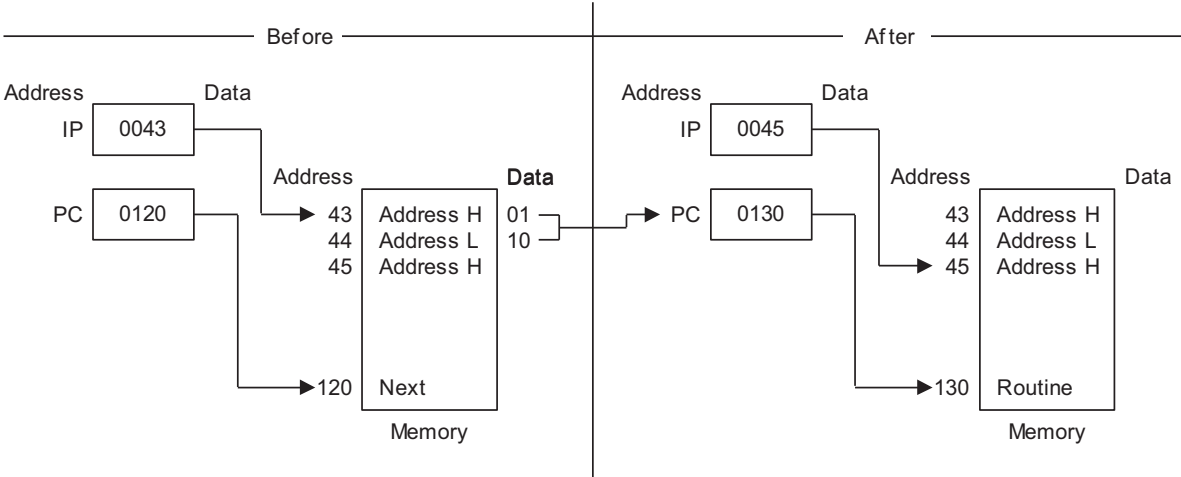 Before
Address Data
IP 0043
Address Data
PC 0120
43 Address H 01
44 Address L 10
45 Address H
120 Next
Memory
After
Address Data
IP 0045
Address Data
PC 0130
43 Address H
44 Address L
45 Address H
130 Routine
Memory